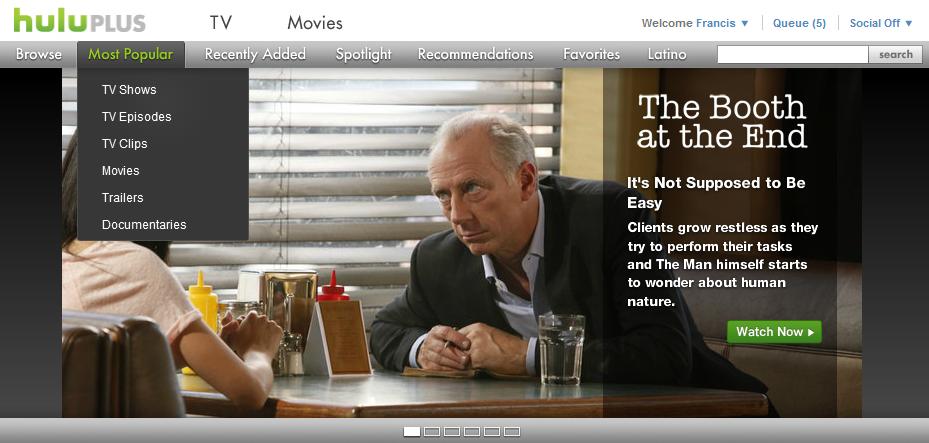 huluPLUS TV Movies Welcome Francis ▼ Queue (5) Social Off ▼
Browse Most Popular Recently Added Spotlight Recommendations Favorites Latino search
TV Shows
TV Episodes
TV Clips
Movies
Trailers
Documentaries
The Booth
at the End
It's Not Supposed to Be
Easy
Clients grow restless as they
try to perform their tasks
and The Man himself starts
to wonder about human
nature.
Watch Now